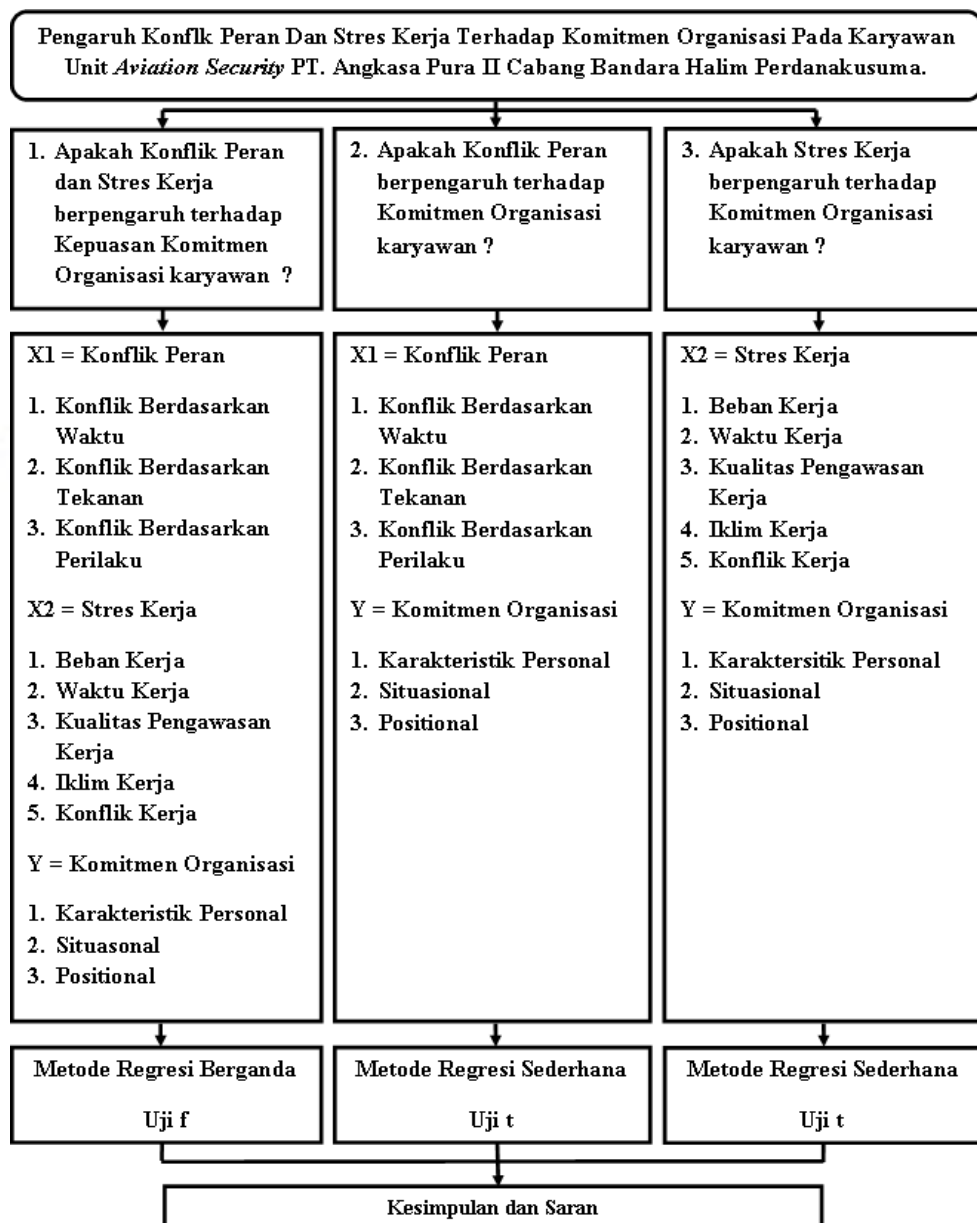 Pengaruh Konflk Peran Dan Stres Kerja Terhadap Komitmen Organisasi Pada Karyawan
Unit Aviation Security PT. Angkasa Pura II Cabang Bandara Halim Perdanakusuma.
1. Apakah Konflik Peran
dan Stres Kerja
berpengaruh terhadap
Kepuasan Komitmen
Organisasi karyawan ?
2. Apakah Konflik Peran
berpengaruh terhadap
Komitmen Organisasi
karyawan ?
3. Apakah Stres Kerja
berpengaruh terhadap
Komitmen Organisasi
karyawan ?
X1 = Konflik Peran
1. Konflik Berdasarkan
Waktu
2. Konflik Berdasarkan
Tekanan
3. Konflik Berdasarkan
Perilaku
X2 = Stres Kerja
1. Beban Kerja
2. Waktu Kerja
3. Kualitas Pengawasan
Kerja
4. Iklim Kerja
5. Konflik Kerja
Y = Komitmen Organisasi
1. Karakteristik Personal
2. Situasonal
3. Positional
X1 = Konflik Peran
1. Konflik Berdasarkan
Waktu
2. Konflik Berdasarkan
Tekanan
3. Konflik Berdasarkan
Perilaku
Y = Komitmen Organisasi
1. Karakteristik Personal
2. Situasional
3. Positional
X2 = Stres Kerja
1. Beban Kerja
2. Waktu Kerja
3. Kualitas Pengawasan
Kerja
4. Iklim Kerja
5. Konflik Kerja
Y = Komitmen Organisasi
1. Karaktersitik Personal
2. Situasional
3. Positional
Metode Regresi Berganda
Uji f
Metode Regresi Sederhana
Uji t
Metode Regresi Sederhana
Uji t
Kesimpulan dan Saran